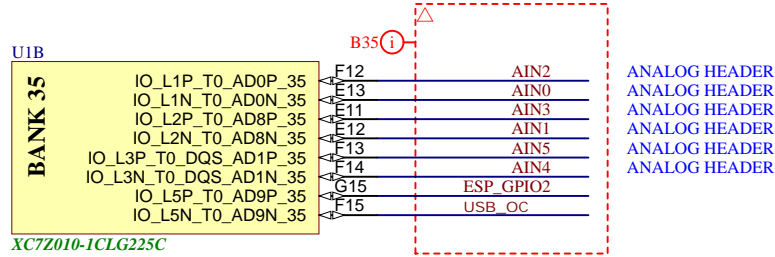 B35 i
U1B
BANK 35
IO_L1P_T0_AD0P_35 F12 AIN2 ANALOG HEADER
IO_L1N_T0_AD0N_35 E13 AIN0 ANALOG HEADER
IO_L2P_T0_AD8P_35 E11 AIN3 ANALOG HEADER
IO_L2N_T0_AD8N_35 E12 AIN1 ANALOG HEADER
IO_L3P_T0_DQS_AD1P_35 F13 AIN5 ANALOG HEADER
IO_L3N_T0_DQS_AD1N_35 F14 AIN4 ANALOG HEADER
IO_L5P_T0_AD9P_35 G15 ESP_GPIO2
IO_L5N_T0_AD9N_35 F15 USB_OC
XC7Z010-1CLG225C